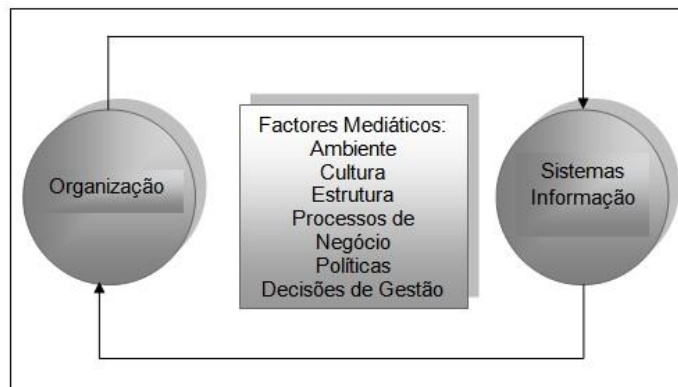 Organização
Factores Mediáticos:
Ambiente
Cultura
Estrutura
Processos de
Negócio
Políticas
Decisões de Gestão
Sistemas
Informação